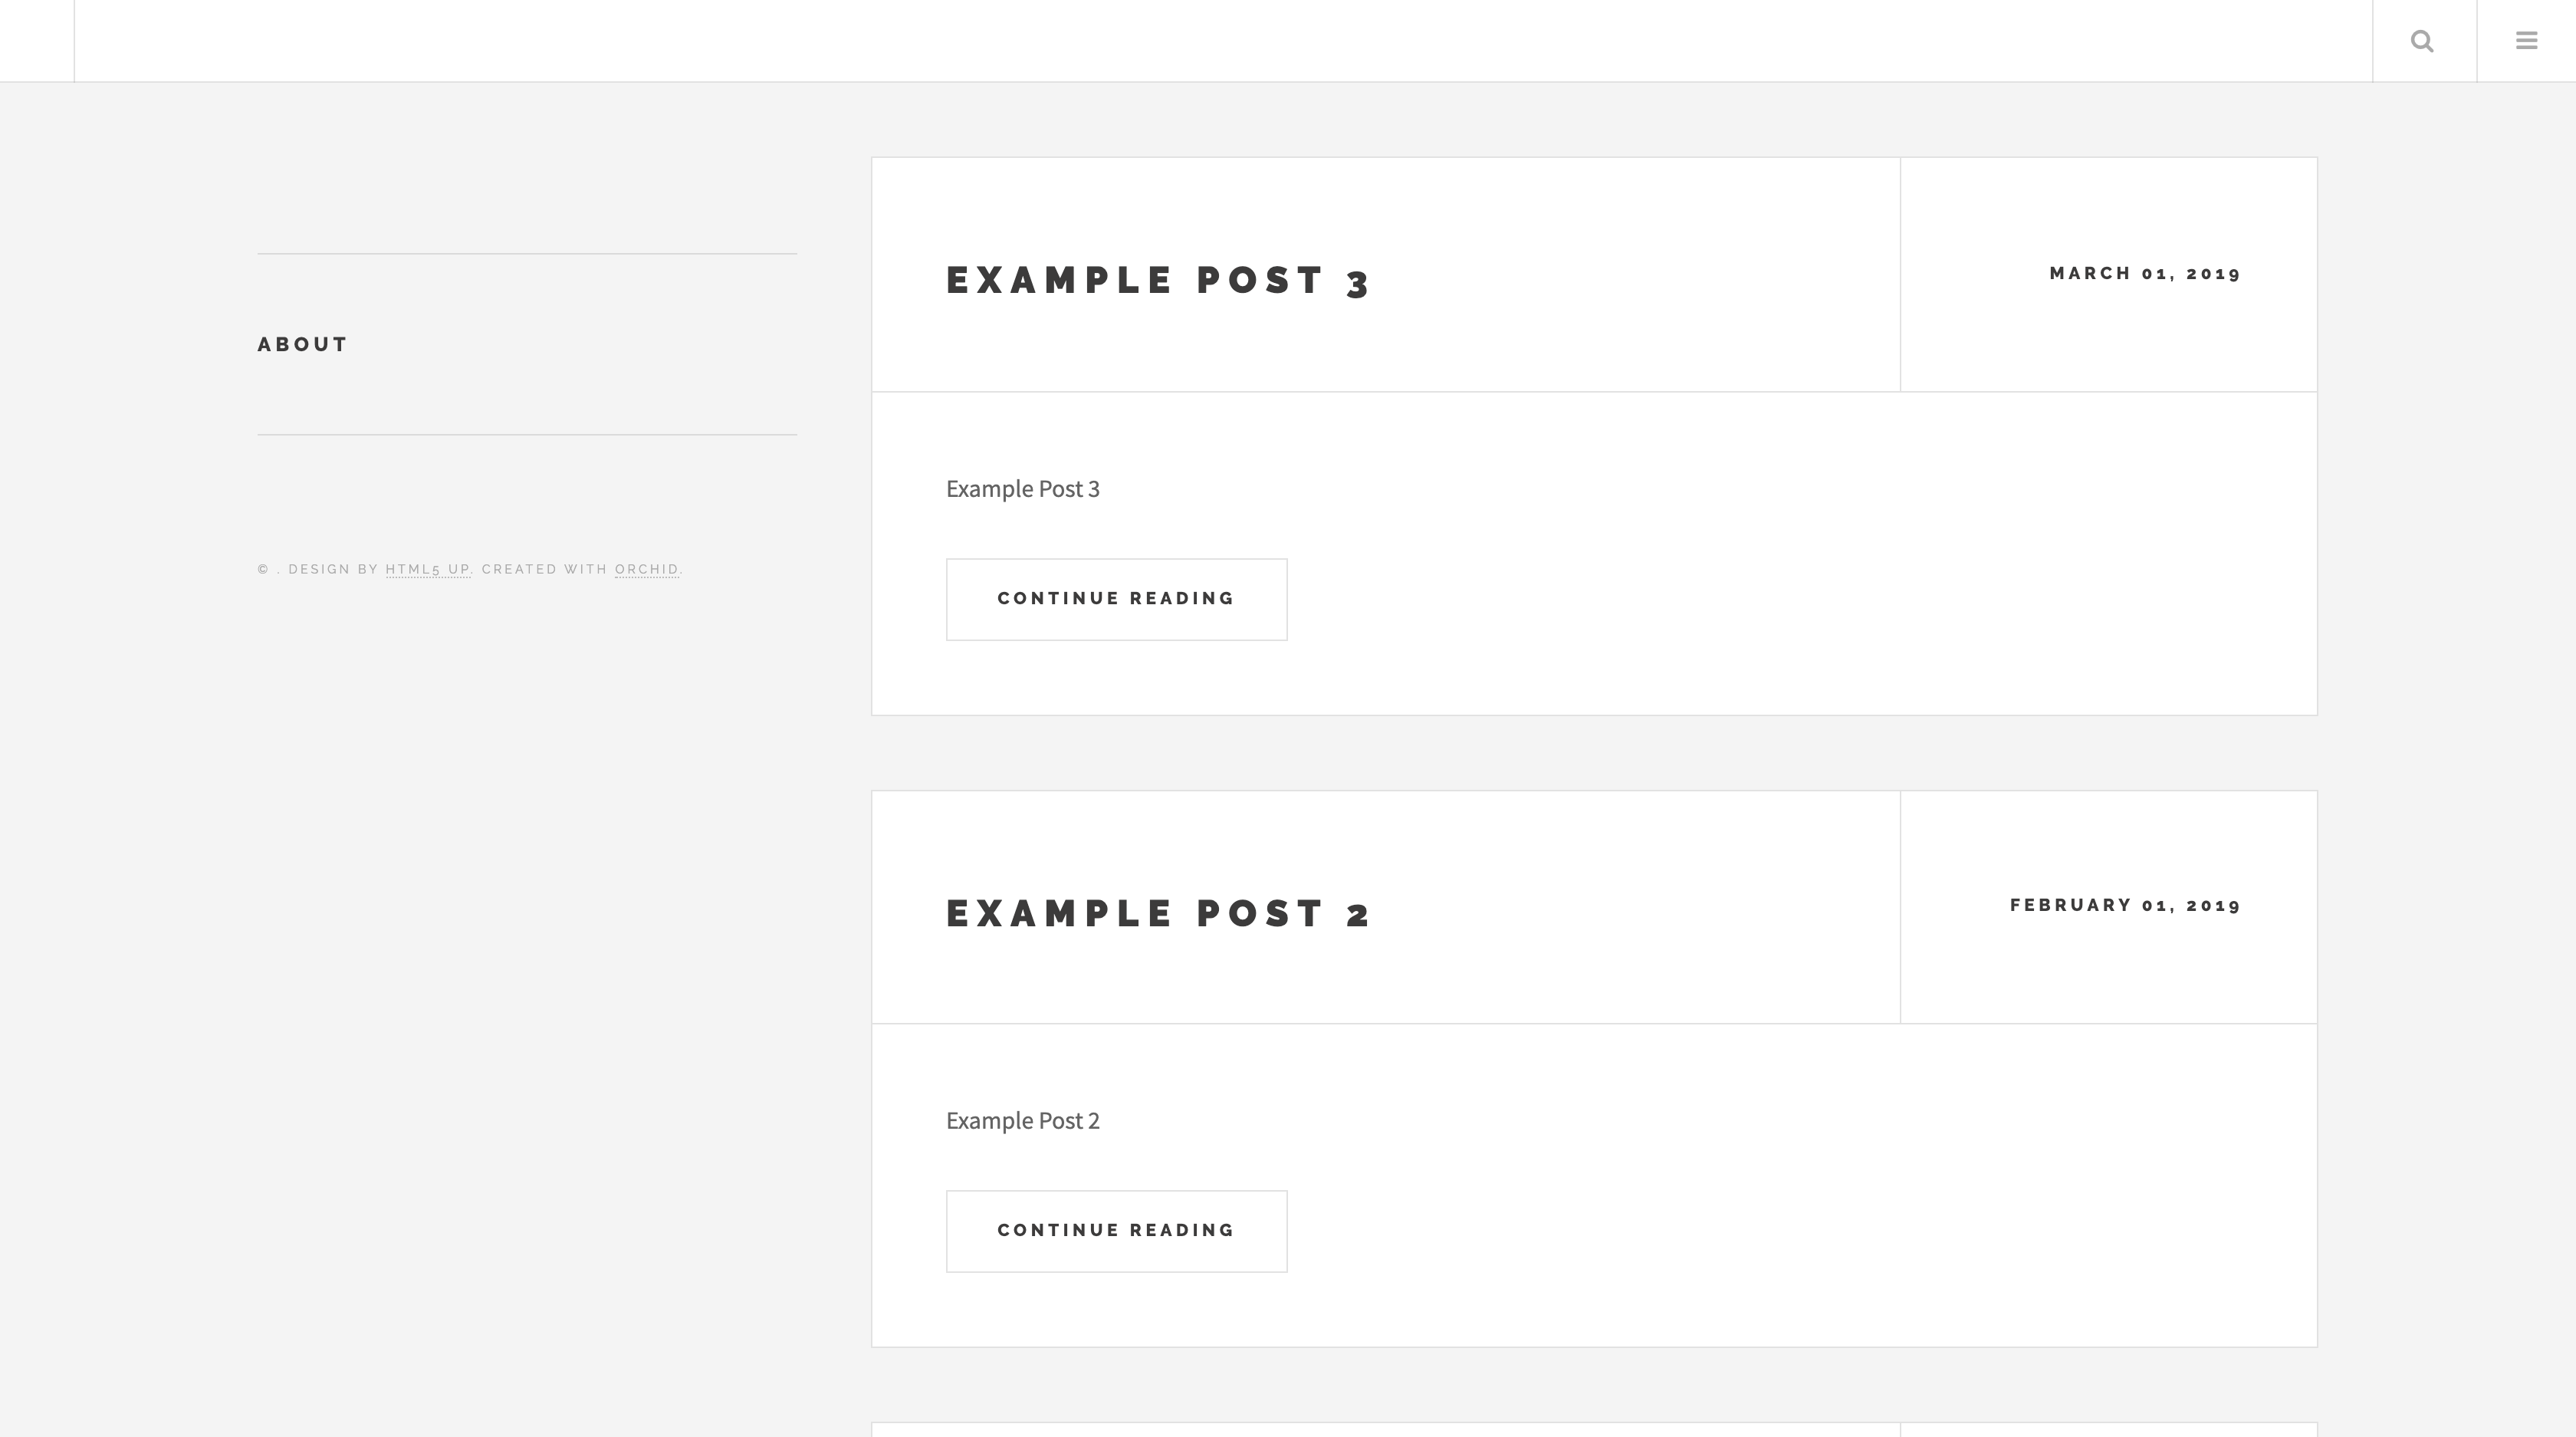 ABOUT
© . DESIGN BY HTML5 UP. CREATED WITH ORCHID.
EXAMPLE POST 3
MARCH 01, 2019
Example Post 3
CONTINUE READING
EXAMPLE POST 2
FEBRUARY 01, 2019
Example Post 2
CONTINUE READING